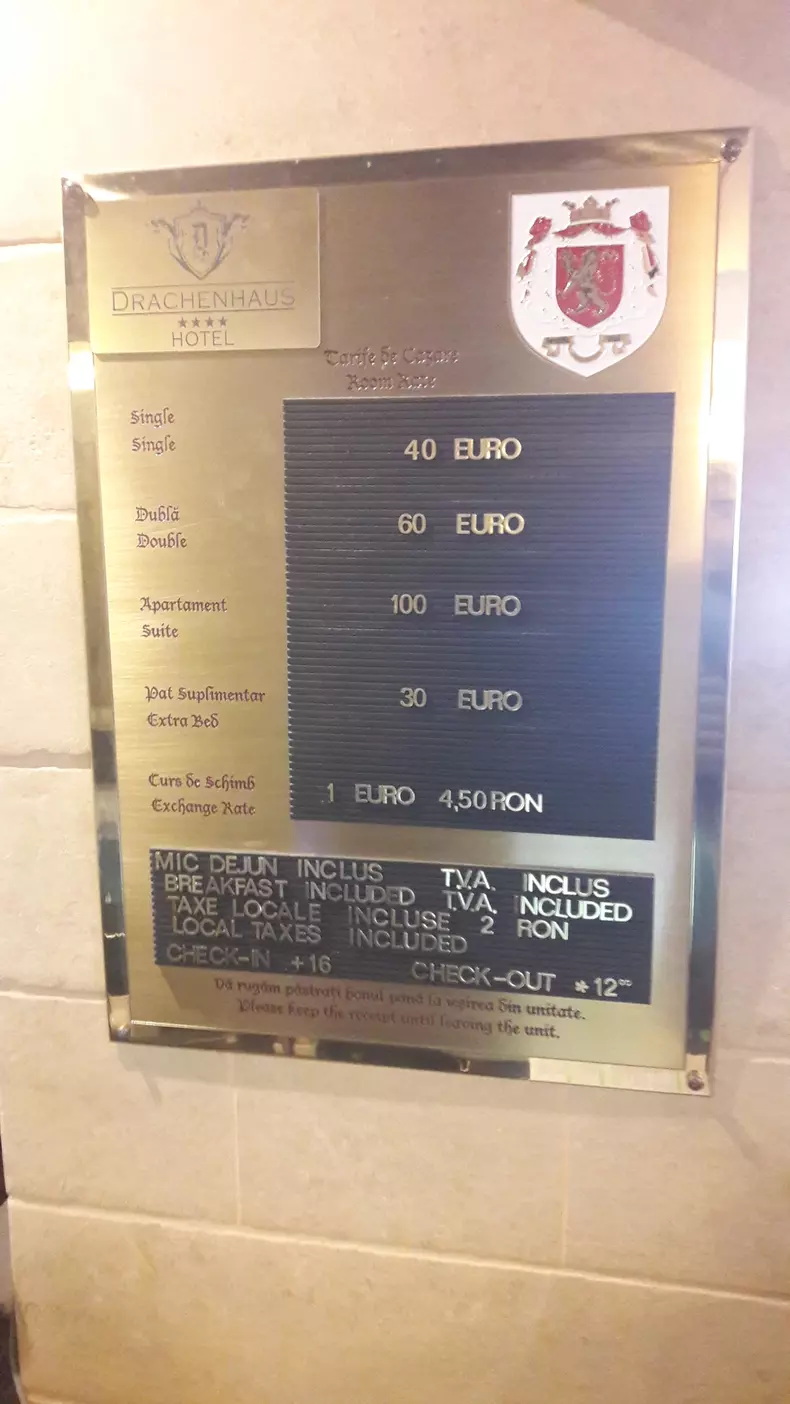 DRACHENHAUS
★★★★
HOTEL
Tarife de Cazare
Room Rate
Single
Single
40 EURO
Dublă
Double
60 EURO
Apartament
Suite
100 EURO
Pat Suplimentar
Extra Bed
30 EURO
Curs de Schimb
Exchange Rate
1 EURO 4,50 RON
MIC DEJUN INCLUS T.V.A. INCLUS
BREAKFAST INCLUDED T.V.A. INCLUDED
TAXE LOCALE INCLUSE 2 RON
LOCAL TAXES INCLUDED
CHECK-IN +16 CHECK-OUT *12°°
Vă rugăm păstrați bonul până la ieșirea din unitate.
Please keep the receipt until leaving the unit.